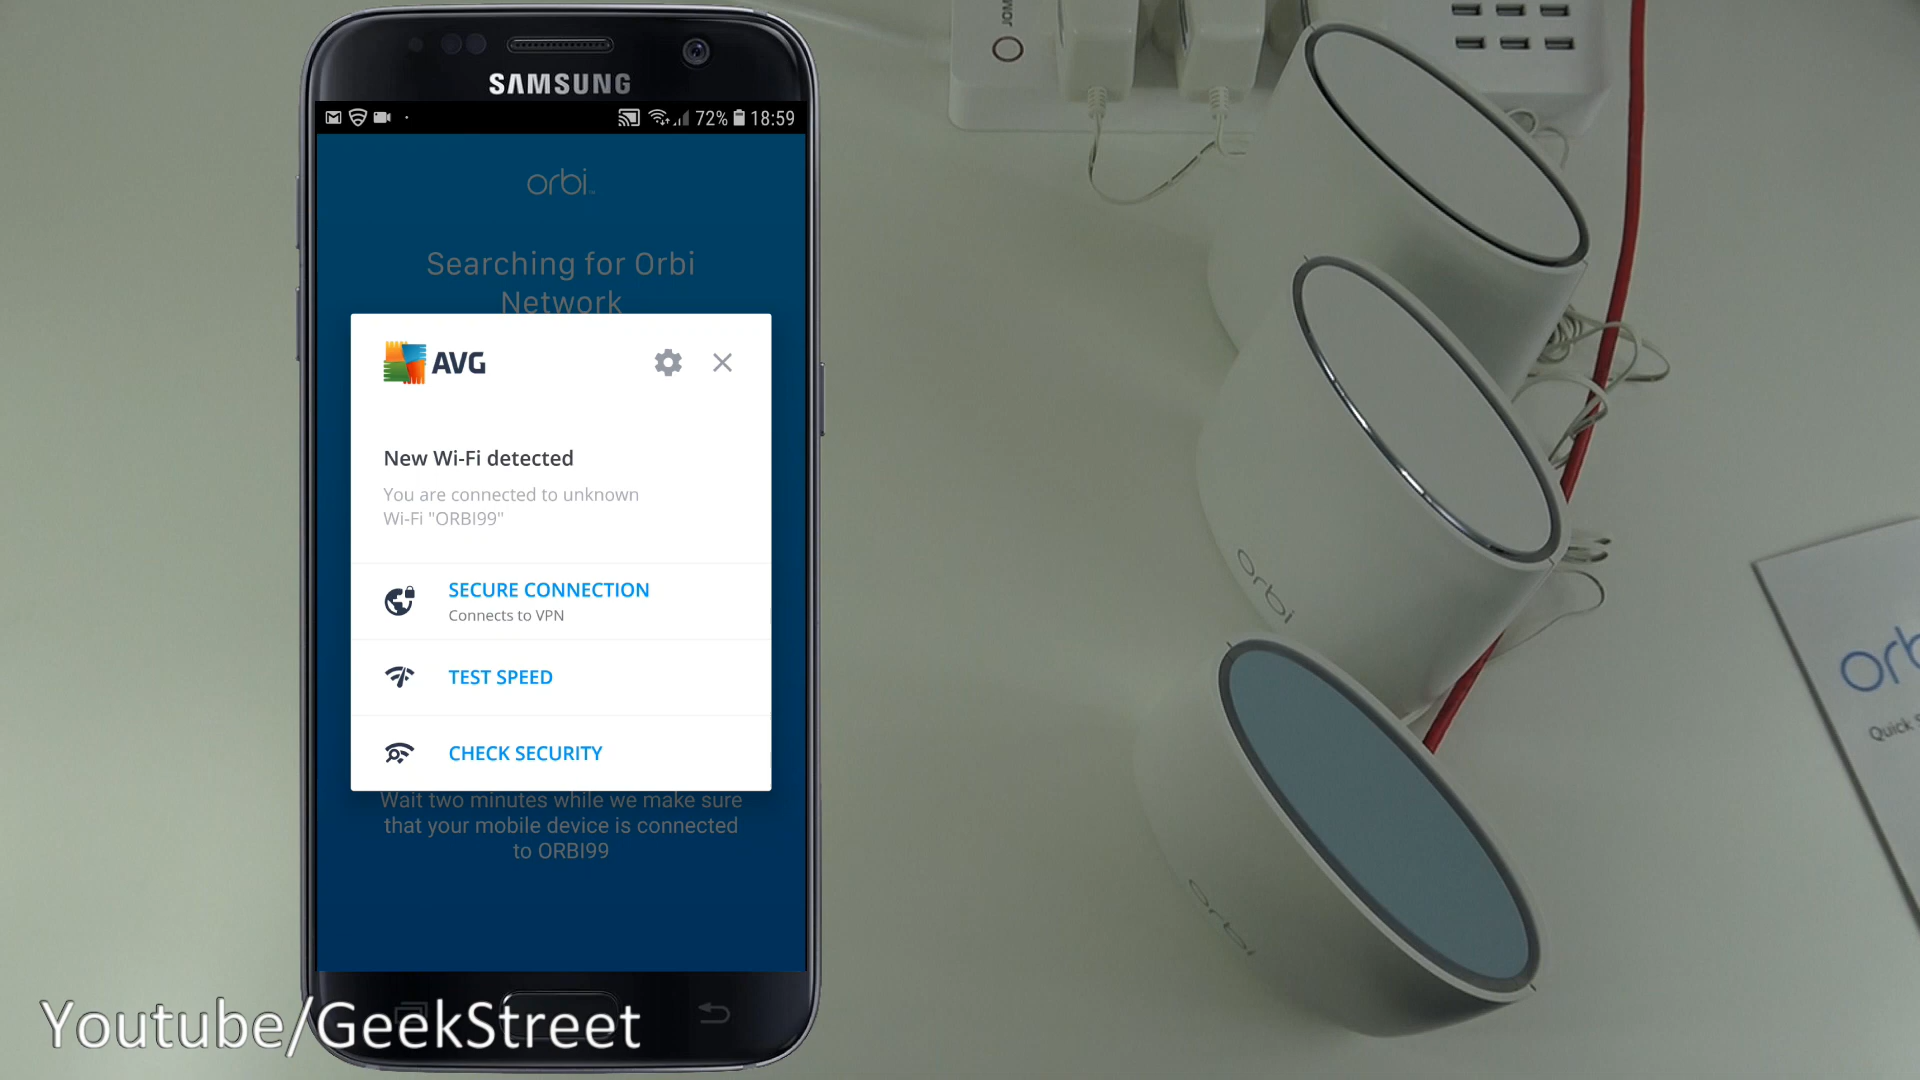 SAMSUNG
72% 18:59
orbi
Searching for Orbi
Network
AVG
New Wi-Fi detected
You are connected to unknown
Wi-Fi "ORBI99"
SECURE CONNECTION
Connects to VPN
TEST SPEED
CHECK SECURITY
Wait two minutes while we make sure
that your mobile device is connected
to ORBI99
Orbi
Orbi
Quick
Youtube/GeekStreet